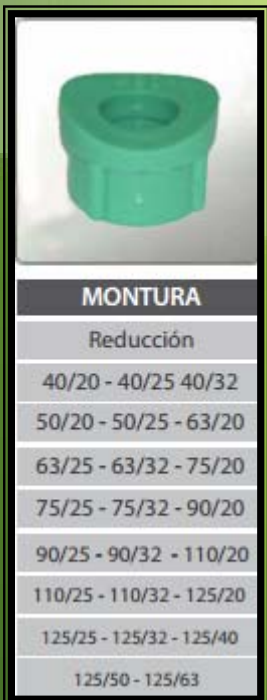 MONTURA
Reducción
40/20 - 40/25 40/32
50/20 - 50/25 - 63/20
63/25 - 63/32 - 75/20
75/25 - 75/32 - 90/20
90/25 - 90/32 - 110/20
110/25 - 110/32 - 125/20
125/25 - 125/32 - 125/40
125/50 - 125/63